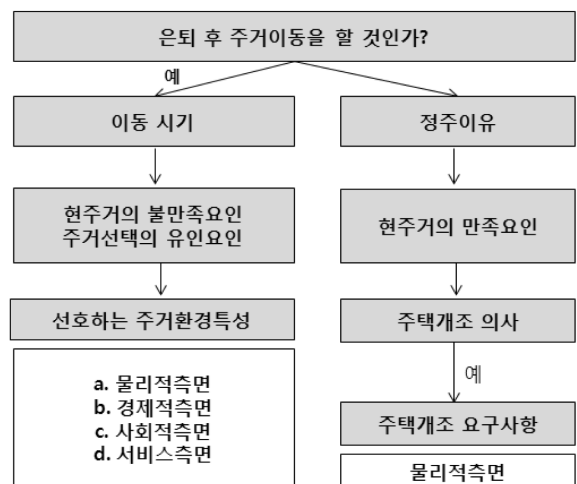 은퇴 후 주거이동을 할 것인가?
예
이동 시기
정주이유
현주거의 불만족요인
주거선택의 유인요인
현주거의 만족요인
선호하는 주거환경특성
주택개조 의사
a. 물리적측면
b. 경제적측면
c. 사회적측면
d. 서비스측면
예
주택개조 요구사항
물리적측면